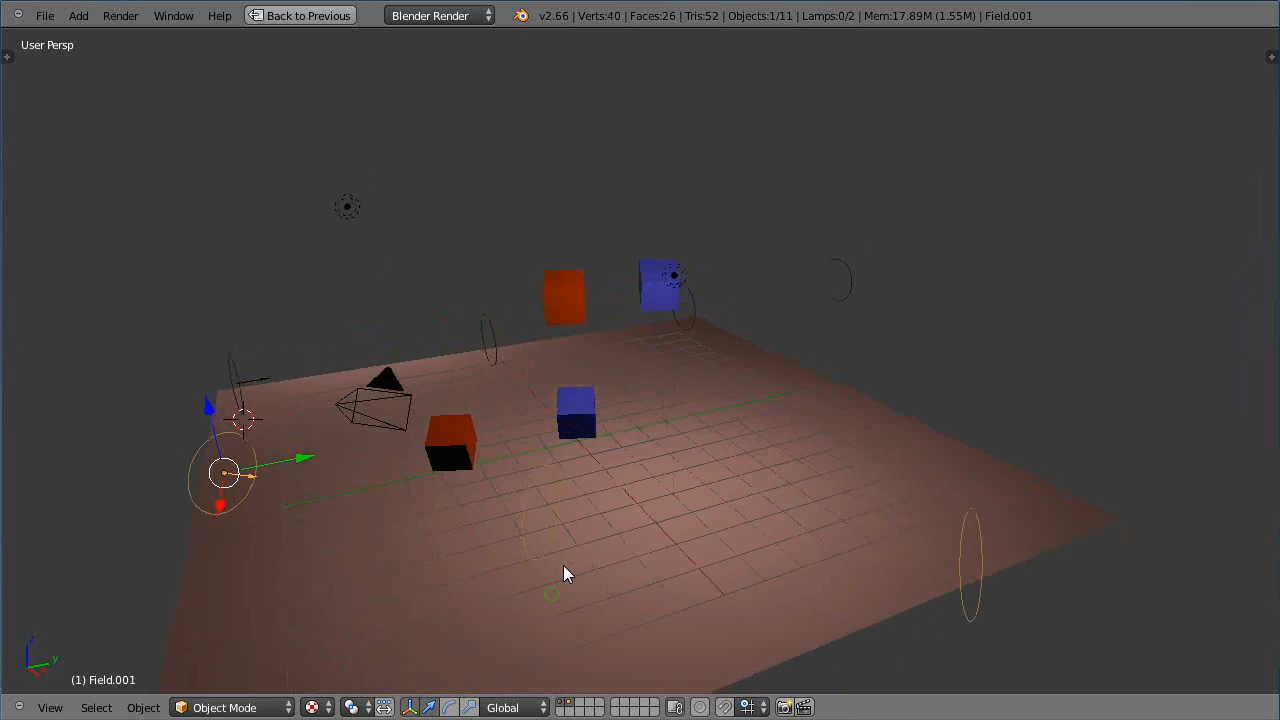 File Add Render Window Help Back to Previous Blender Render v2.66 | Verts:40 | Faces:26 | Tris:52 | Objects:1/11 | Lamps:0/2 | Mem:17.89M (1.55M) | Field.001
User Persp
z
y
(1) Field.001
View Select Object Object Mode Global